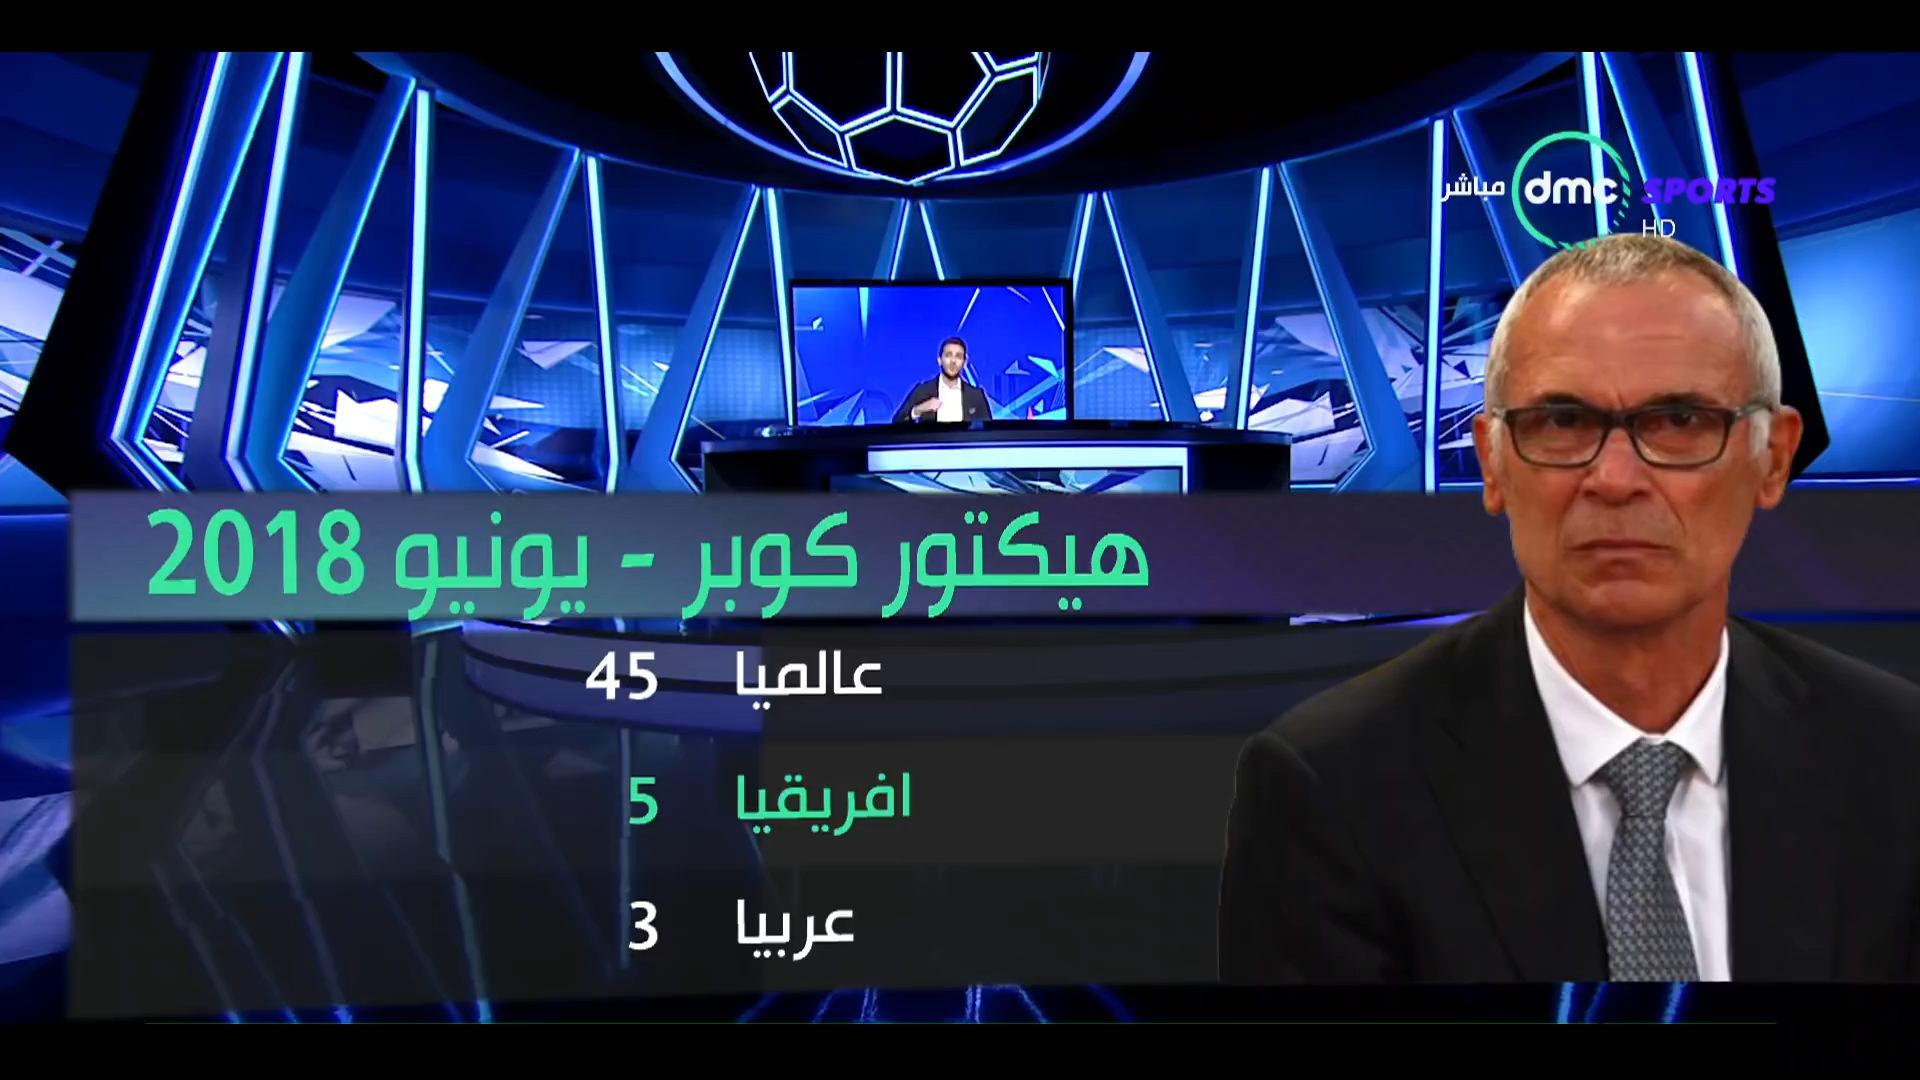 مباشر dmc SPORTS
HD
هيكتور كوبر - يونيو 2018
عالميا 45
افريقيا 5
عربيا 3